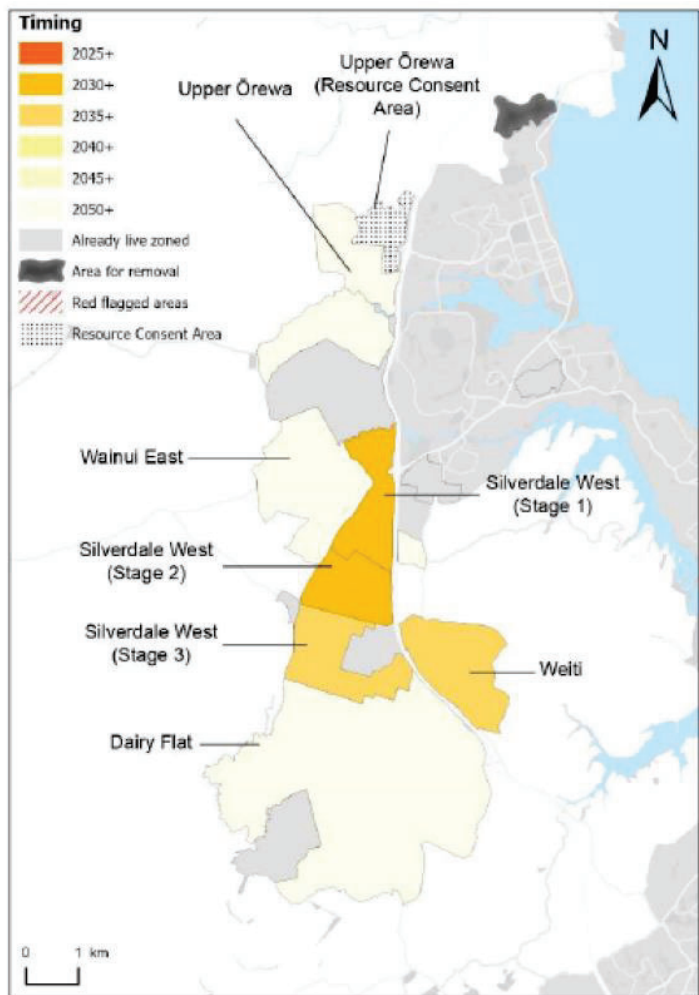 Timing
2025+
2030+
2035+
2040+
2045+
2050+
Already live zoned
Area for removal
Red flagged areas
Resource Consent Area
Upper Ōrewa
Upper Ōrewa
(Resource Consent
Area)
N
Wainui East
Silverdale West
(Stage 1)
Silverdale West
(Stage 2)
Silverdale West
(Stage 3)
Weiti
Dairy Flat
0 1 km